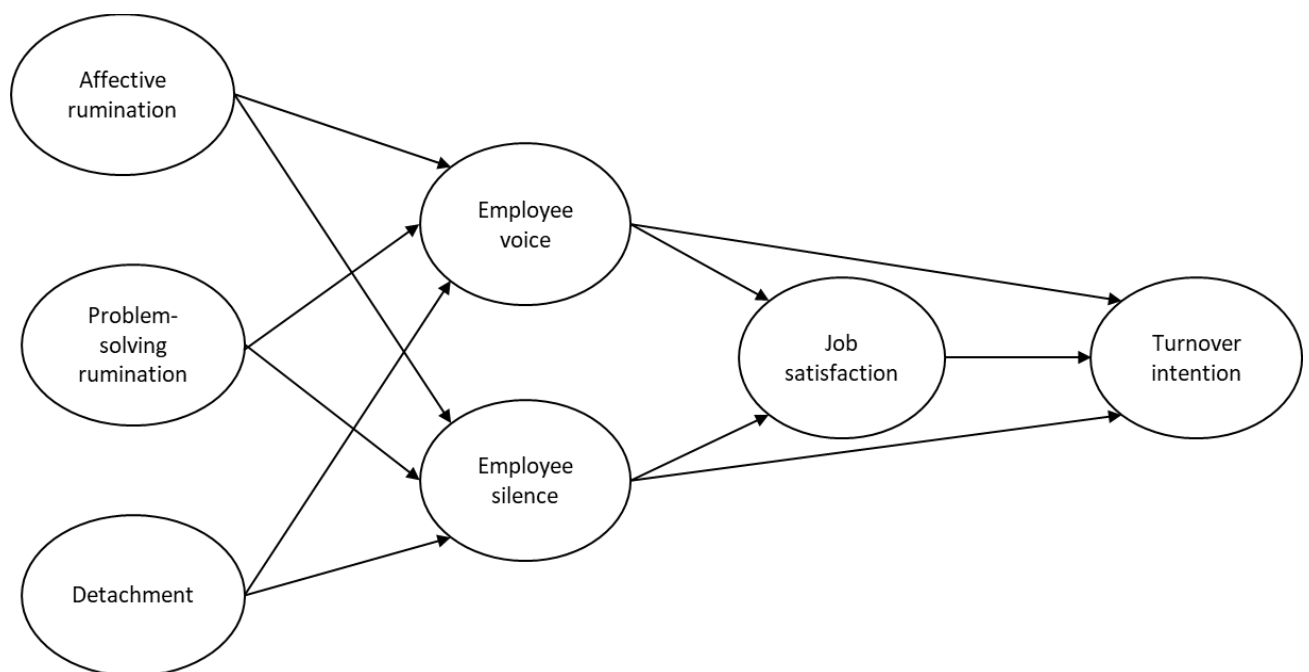 Affective
rumination
Employee
voice
Problem-
solving
rumination
Job
satisfaction
Turnover
intention
Employee
silence
Detachment